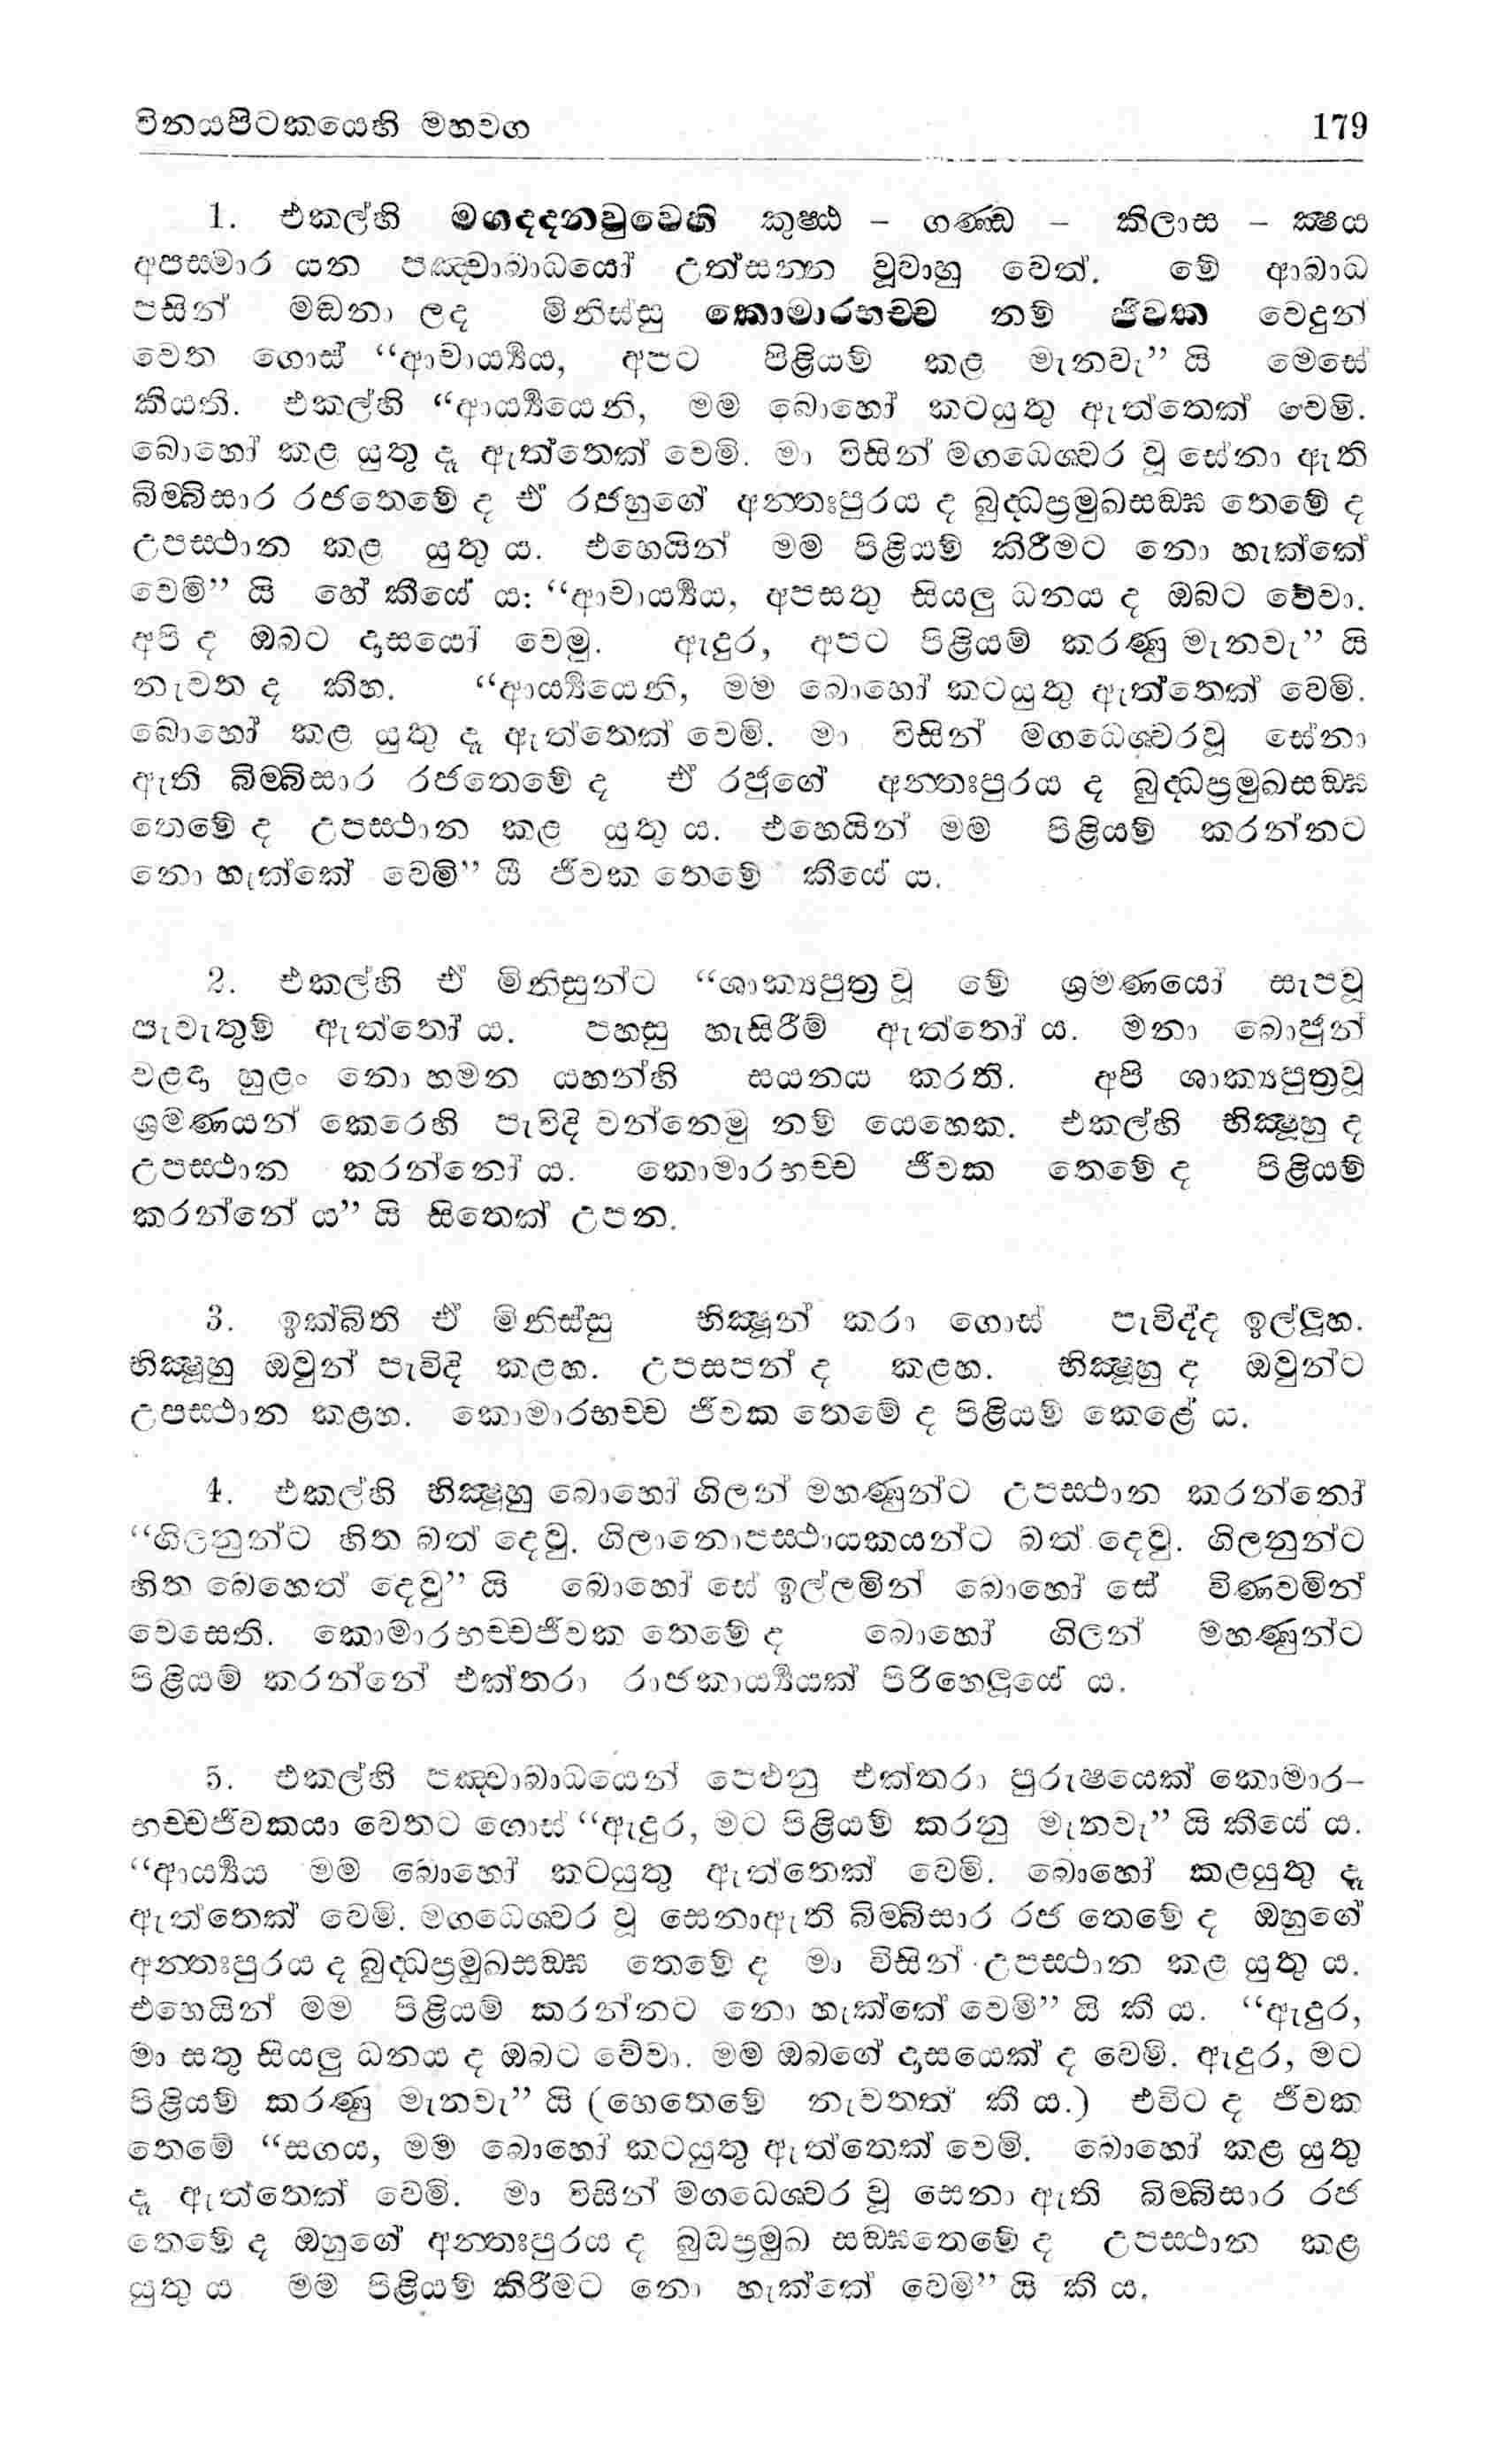 විනයපිටකයෙහි මහවග 179
1. එකල්හි මගදදනවුවෙහි කුෂ්ඨ – ගණ්ඩ – කිලාස – ක්‍ෂය
අපස්මාර යන පඤ්චාබාධයෝ උත්සන්න වූවාහු වෙත්. මේ ආබාධ
පසින් මඬනා ලද මිනිස්සු කොමාරභච්ච නම් ජීවක වෙදුන්
වෙත ගොස් “ආචාර්‍ය්‍යය, අපට පිළියම් කළ මැනවැ” යි මෙසේ
කියති. එකල්හි “ආර්‍ය්‍යයෙනි, මම බොහෝ කටයුතු ඇත්තෙක් වෙමි.
බොහෝ කළ යුතු දෑ ඇත්තෙක් වෙමි. මා විසින් මගධෙශ්වර වූ සේනා ඇති
බිම්බිසාර රජතෙමේ ද ඒ රජහුගේ අන්තඃපුරය ද බුද්ධප්‍රමුඛසඞ්ඝ තෙමේ ද
උපස්ථාන කළ යුතු ය. එහෙයින් මම පිළියම් කිරීමට නො හැක්කේ
වෙමි” යි හේ කීයේ ය: “ආචාර්‍ය්‍යය, අපසතු සියලු ධනය ද ඔබට වේවා.
අපි ද ඔබට දාසයෝ වෙමු. ඇදුර, අපට පිළියම් කරණු මැනවැ” යි
නැවත ද කිහ. “ආර්‍ය්‍යයෙනි, මම බොහෝ කටයුතු ඇත්තෙක් වෙමි.
බොහෝ කළ යුතු දෑ ඇත්තෙක් වෙමි. මා විසින් මගධෙශ්වරවූ සේනා
ඇති බිම්බිසාර රජතෙමේ ද ඒ රජුගේ අන්තඃපුරය ද බුද්ධප්‍රමුඛසඞ්ඝ
තෙමේ ද උපස්ථාන කළ යුතු ය. එහෙයින් මම පිළියම් කරන්නට
නො හැක්කේ වෙමි” යි ජීවක තෙමේ කීයේ ය.
2. එකල්හි ඒ මිනිසුන්ට “ශාක්‍යපුත්‍ර වූ මේ ශ්‍රමණයෝ සැපවූ
පැවැතුම් ඇත්තෝ ය. පහසු හැසිරීම් ඇත්තෝ ය. මනා බොජුන්
වළඳා හුළං නො හමන යහන්හි සයනය කරති. අපි ශාක්‍යපුත්‍රවූ
ශ්‍රමණයන් කෙරෙහි පැවිදි වන්නෙමු නම් යෙහෙක. එකල්හි භික්‍ෂූහු ද
උපස්ථාන කරන්නෝ ය. කොමාරභච්ච ජීවක තෙමේ ද පිළියම්
කරන්නේ ය” යි සිතෙක් උපන.
3. ඉක්බිති ඒ මිනිස්සු භික්‍ෂූන් කරා ගොස් පැවිද්ද ඉල්ලූහ.
භික්‍ෂූහු ඔවුන් පැවිදි කළහ. උපසපන් ද කළහ. භික්‍ෂූහු ද ඔවුන්ට
උපස්ථාන කළහ. කොමාරභච්ච ජීවක තෙමේ ද පිළියම් කෙළේ ය.
4. එකල්හි භික්‍ෂූහු බොහෝ ගිලන් මහණුන්ට උපස්ථාන කරන්නෝ
“ගිලනුන්ට හිත බත් දෙවු. ගිලානොපස්ථායකයන්ට බත් දෙවු. ගිලනුන්ට
හිත බෙහෙත් දෙවු” යි බොහෝ සේ ඉල්ලමින් බොහෝ සේ විණවමින්
වෙසෙති. කොමාරභච්චජීවක තෙමේ ද බොහෝ ගිලන් මහණුන්ට
පිළියම් කරන්නේ එක්තරා රාජකාර්‍ය්‍යයක් පිරිහෙලූයේ ය.
5. එකල්හි පඤ්චාබාධයෙන් පෙළුනු එක්තරා පුරුෂයෙක් කොමාර–
භච්චජීවකයා වෙතට ගොස් “ඇදුර, මට පිළියම් කරනු මැනවැ” යි කීයේ ය.
“ආර්‍ය්‍යය මම බොහෝ කටයුතු ඇත්තෙක් වෙමි. බොහෝ කළයුතු දෑ
ඇත්තෙක් වෙමි. මගධෙශ්වර වූ සෙනාඇති බිම්බිසාර රජ තෙමේ ද ඔහුගේ
අන්තඃපුරය ද බුද්ධප්‍රමුඛසඞ්ඝ තෙමේ ද මා විසින් උපස්ථාන කළ යුතු ය.
එහෙයින් මම පිළියම් කරන්නට නො හැක්කේ වෙමි” යි කී ය. “ඇදුර,
මා සතු සියලු ධනය ද ඔබට වේවා. මම ඔබගේ දාසයෙක් ද වෙමි. ඇදුර, මට
පිළියම් කරණු මැනවැ” යි (හෙතෙමේ නැවතත් කී ය.) එවිට ද ජීවක
තෙමේ “සගය, මම බොහෝ කටයුතු ඇත්තෙක් වෙමි. බොහෝ කළ යුතු
දෑ ඇත්තෙක් වෙමි. මා විසින් මගධෙශ්වර වූ සෙනා ඇති බිම්බිසාර රජ
තෙමේ ද ඔහුගේ අන්තඃපුරය ද බුද්ධප්‍රමුඛ සඞ්ඝතෙමේ ද උපස්ථාන කළ
යුතු ය මම පිළියම් කිරීමට නො හැක්කේ වෙමි” යි කි ය.